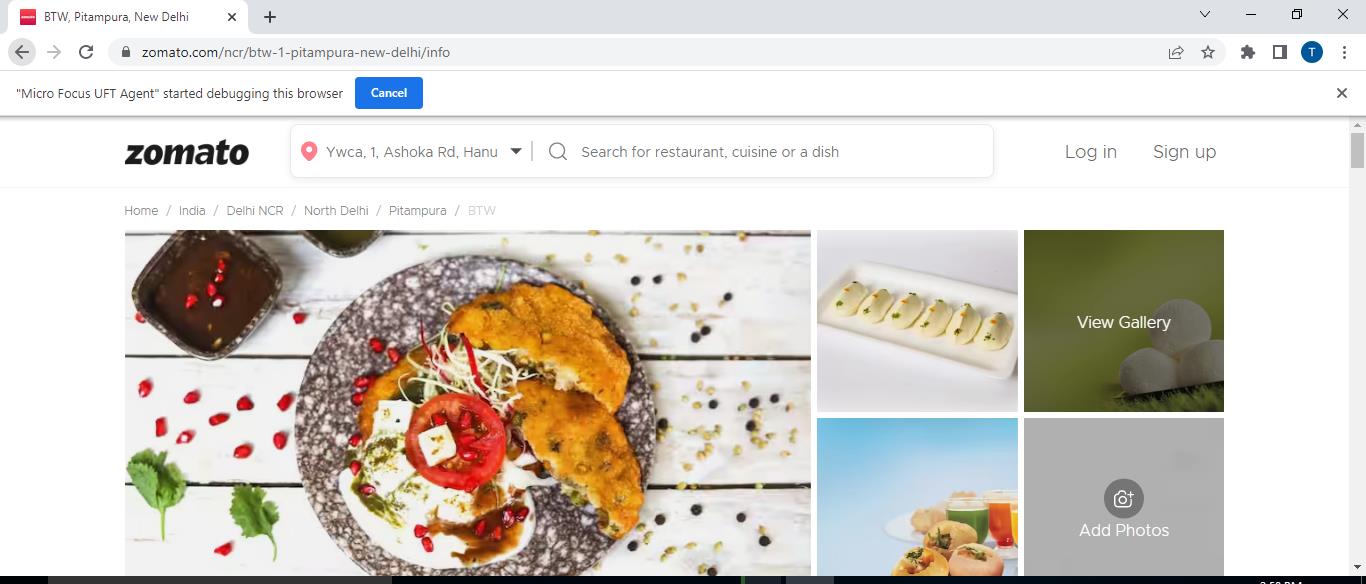 BTW, Pitampura, New Delhi
zomato.com/ncr/btw-1-pitampura-new-delhi/info
T
"Micro Focus UFT Agent" started debugging this browser
Cancel
zomato
Ywca, 1, Ashoka Rd, Hanu
Search for restaurant, cuisine or a dish
Log in
Sign up
Home / India / Delhi NCR / North Delhi / Pitampura / BTW
View Gallery
Add Photos